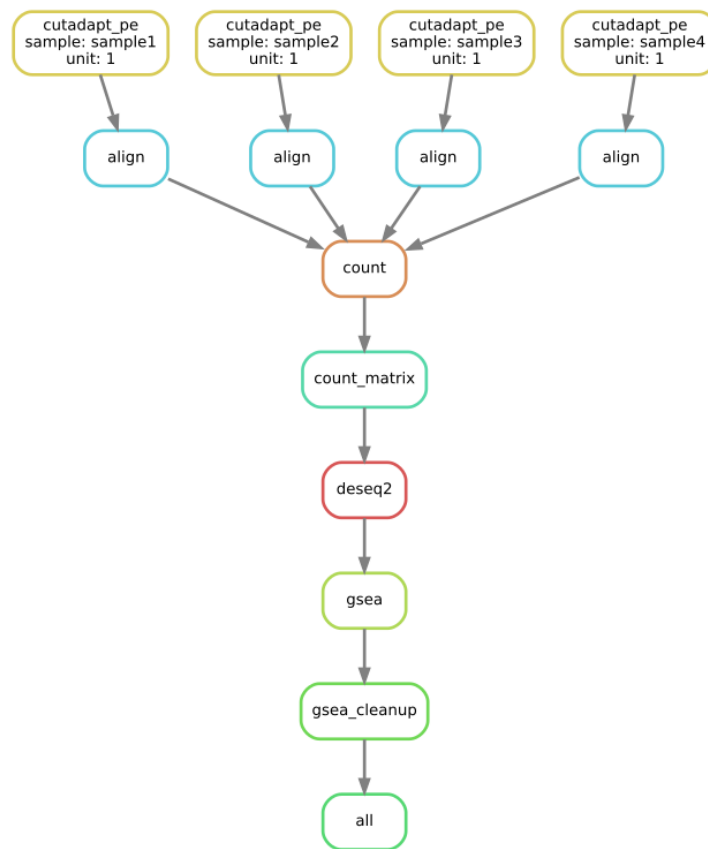 cutadapt_pe
sample: sample1
unit: 1
cutadapt_pe
sample: sample2
unit: 1
cutadapt_pe
sample: sample3
unit: 1
cutadapt_pe
sample: sample4
unit: 1
align
align
align
align
count
count_matrix
deseq2
gsea
gsea_cleanup
all